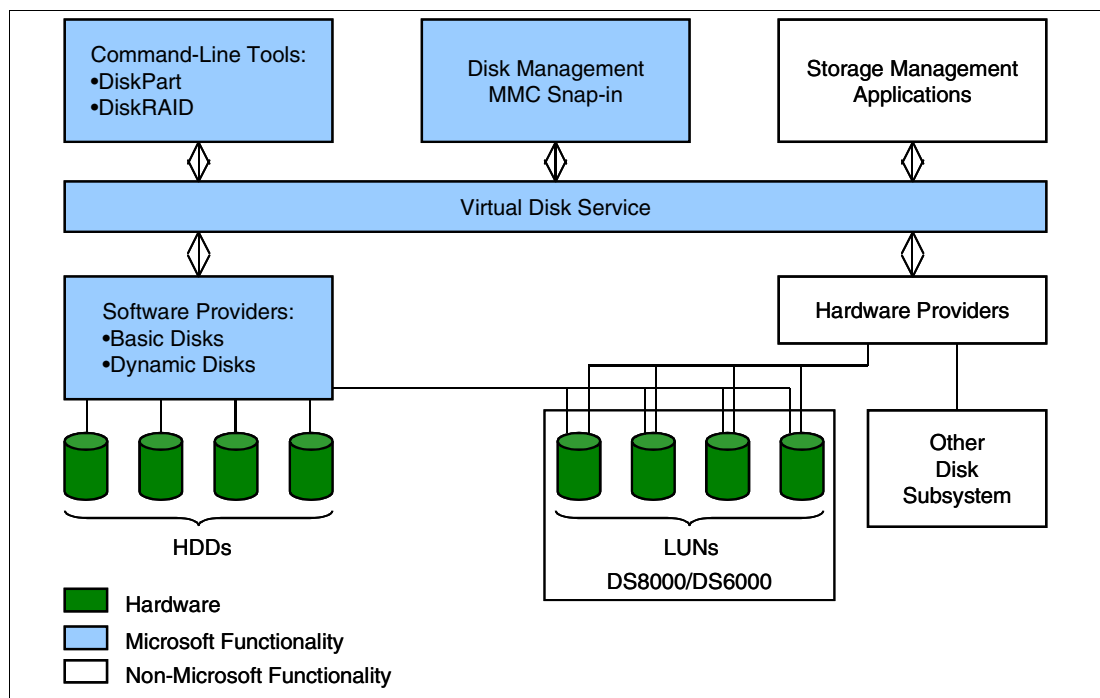 Command-Line Tools:
•DiskPart
•DiskRAID
Disk Management
MMC Snap-in
Storage Management
Applications
Virtual Disk Service
Software Providers:
•Basic Disks
•Dynamic Disks
Hardware Providers
Other
Disk
Subsystem
HDDs
LUNs
DS8000/DS6000
Hardware
Microsoft Functionality
Non-Microsoft Functionality